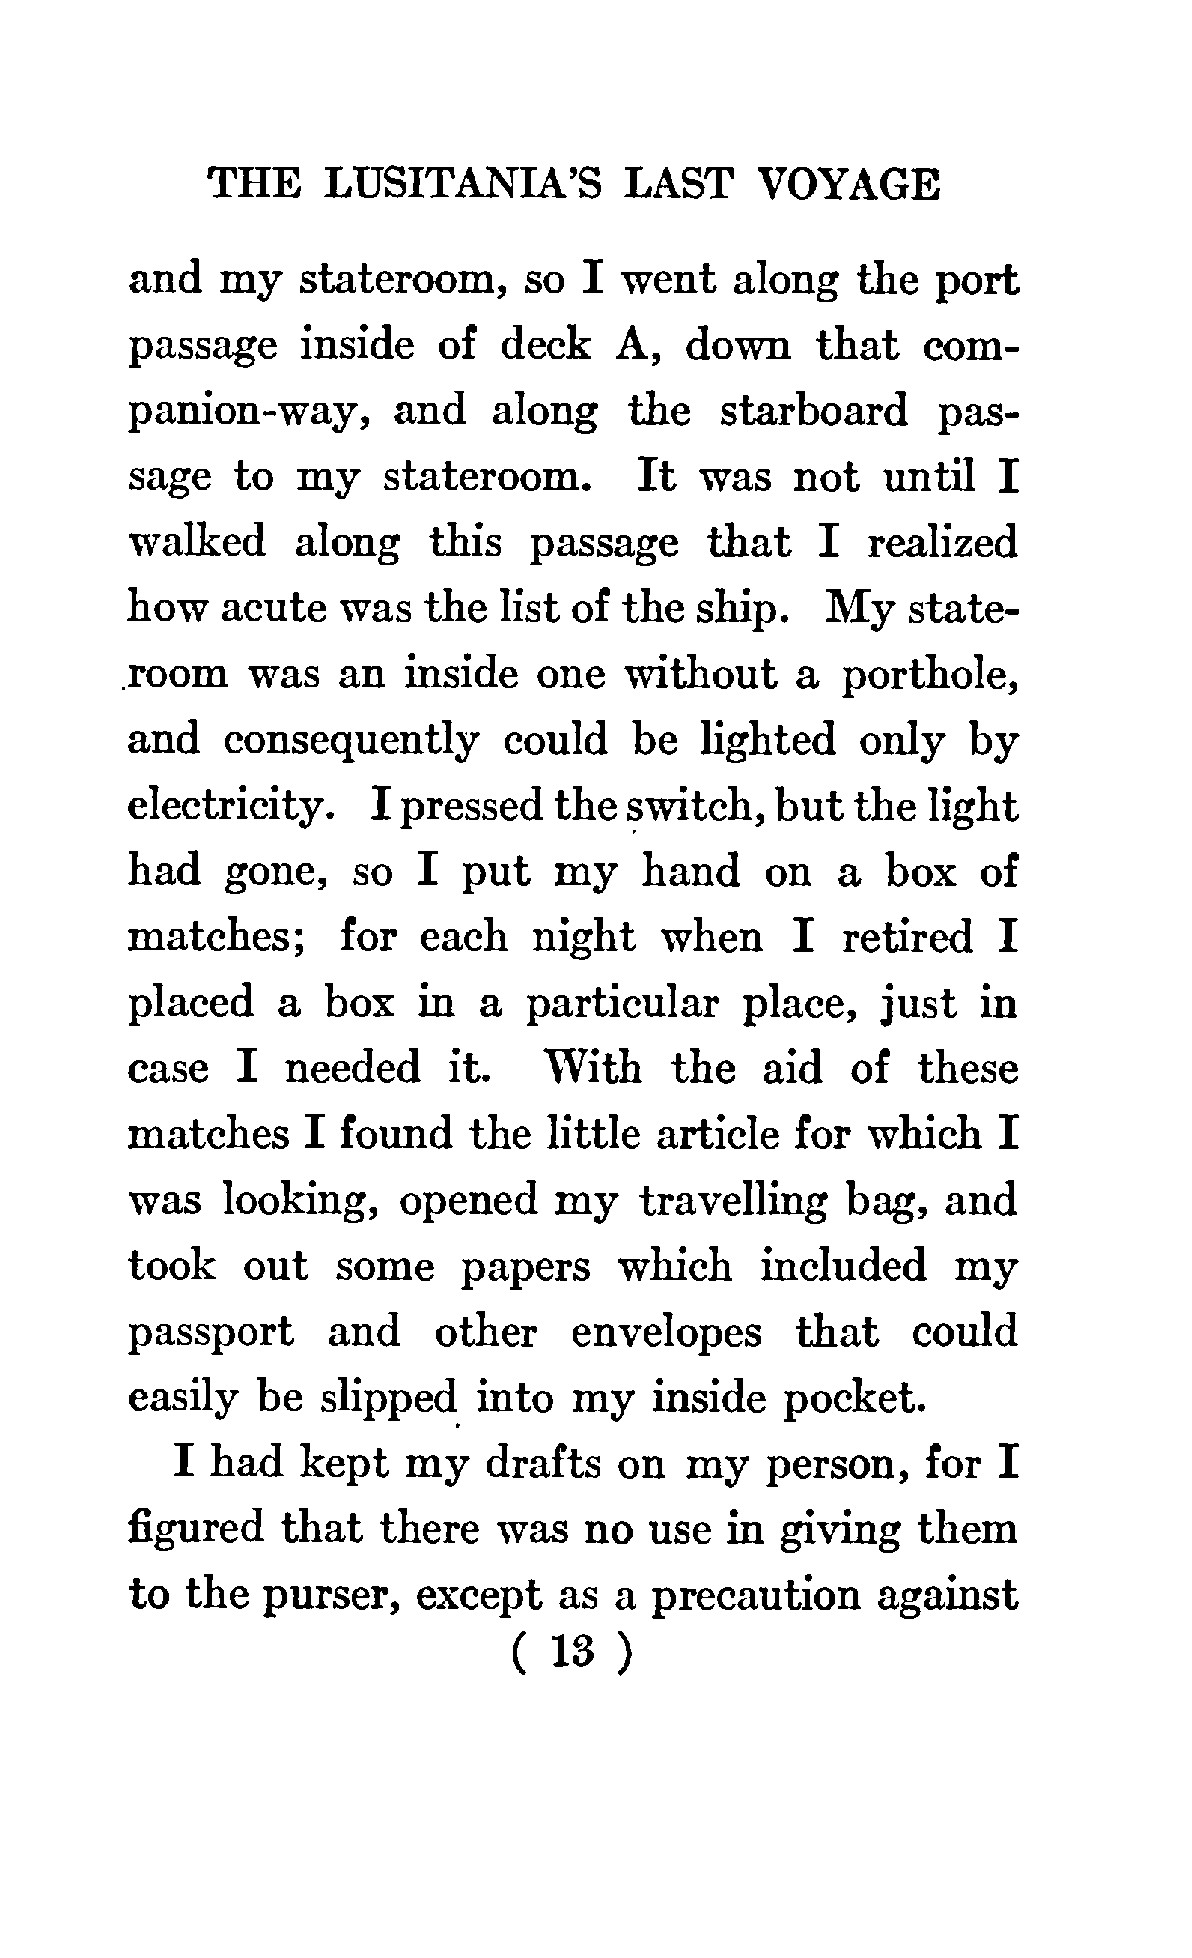 THE LUSITANIA'S LAST VOYAGE
and my stateroom, so I went along the port
passage inside of deck A, down that com-
panion-way, and along the starboard pas-
sage to my stateroom. It was not until I
walked along this passage that I realized
how acute was the list of the ship. My state-
room was an inside one without a porthole,
and consequently could be lighted only by
electricity. I pressed the switch, but the light
had gone, so I put my hand on a box of
matches; for each night when I retired I
placed a box in a particular place, just in
case I needed it. With the aid of these
matches I found the little article for which I
was looking, opened my travelling bag, and
took out some papers which included my
passport and other envelopes that could
easily be slipped into my inside pocket.
I had kept my drafts on my person, for I
figured that there was no use in giving them
to the purser, except as a precaution against
( 13 )